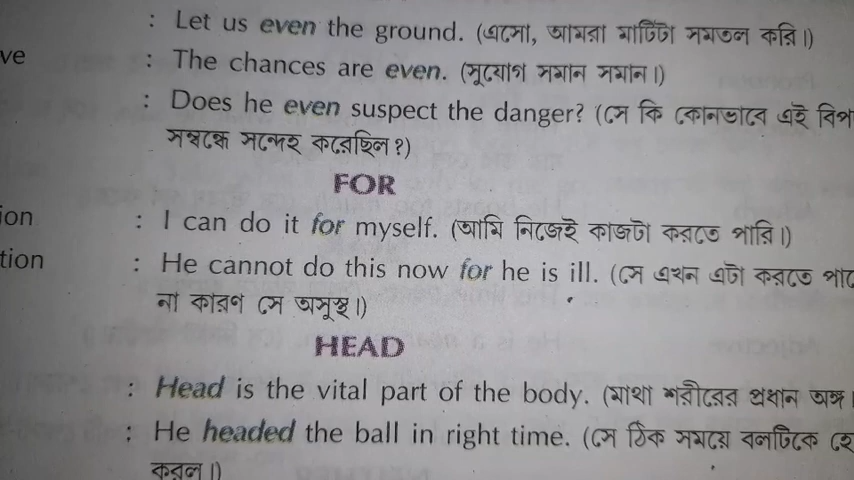 : Let us even the ground. (এসো, আমরা মাটিটা সমতল করি।)
ve : The chances are even. (সুযোগ সমান সমান।)
: Does he even suspect the danger? (সে কি কোনভাবে এই বিপ
সম্বন্ধে সন্দেহ করেছিল?)
FOR
ion : I can do it for myself. (আমি নিজেই কাজটা করতে পারি।)
tion : He cannot do this now for he is ill. (সে এখন এটা করতে পারে
না কারণ সে অসুস্থ।)
HEAD
: Head is the vital part of the body. (মাথা শরীরের প্রধান অঙ্গ।
: He headed the ball in right time. (সে ঠিক সময়ে বলটিকে হে
করল।)